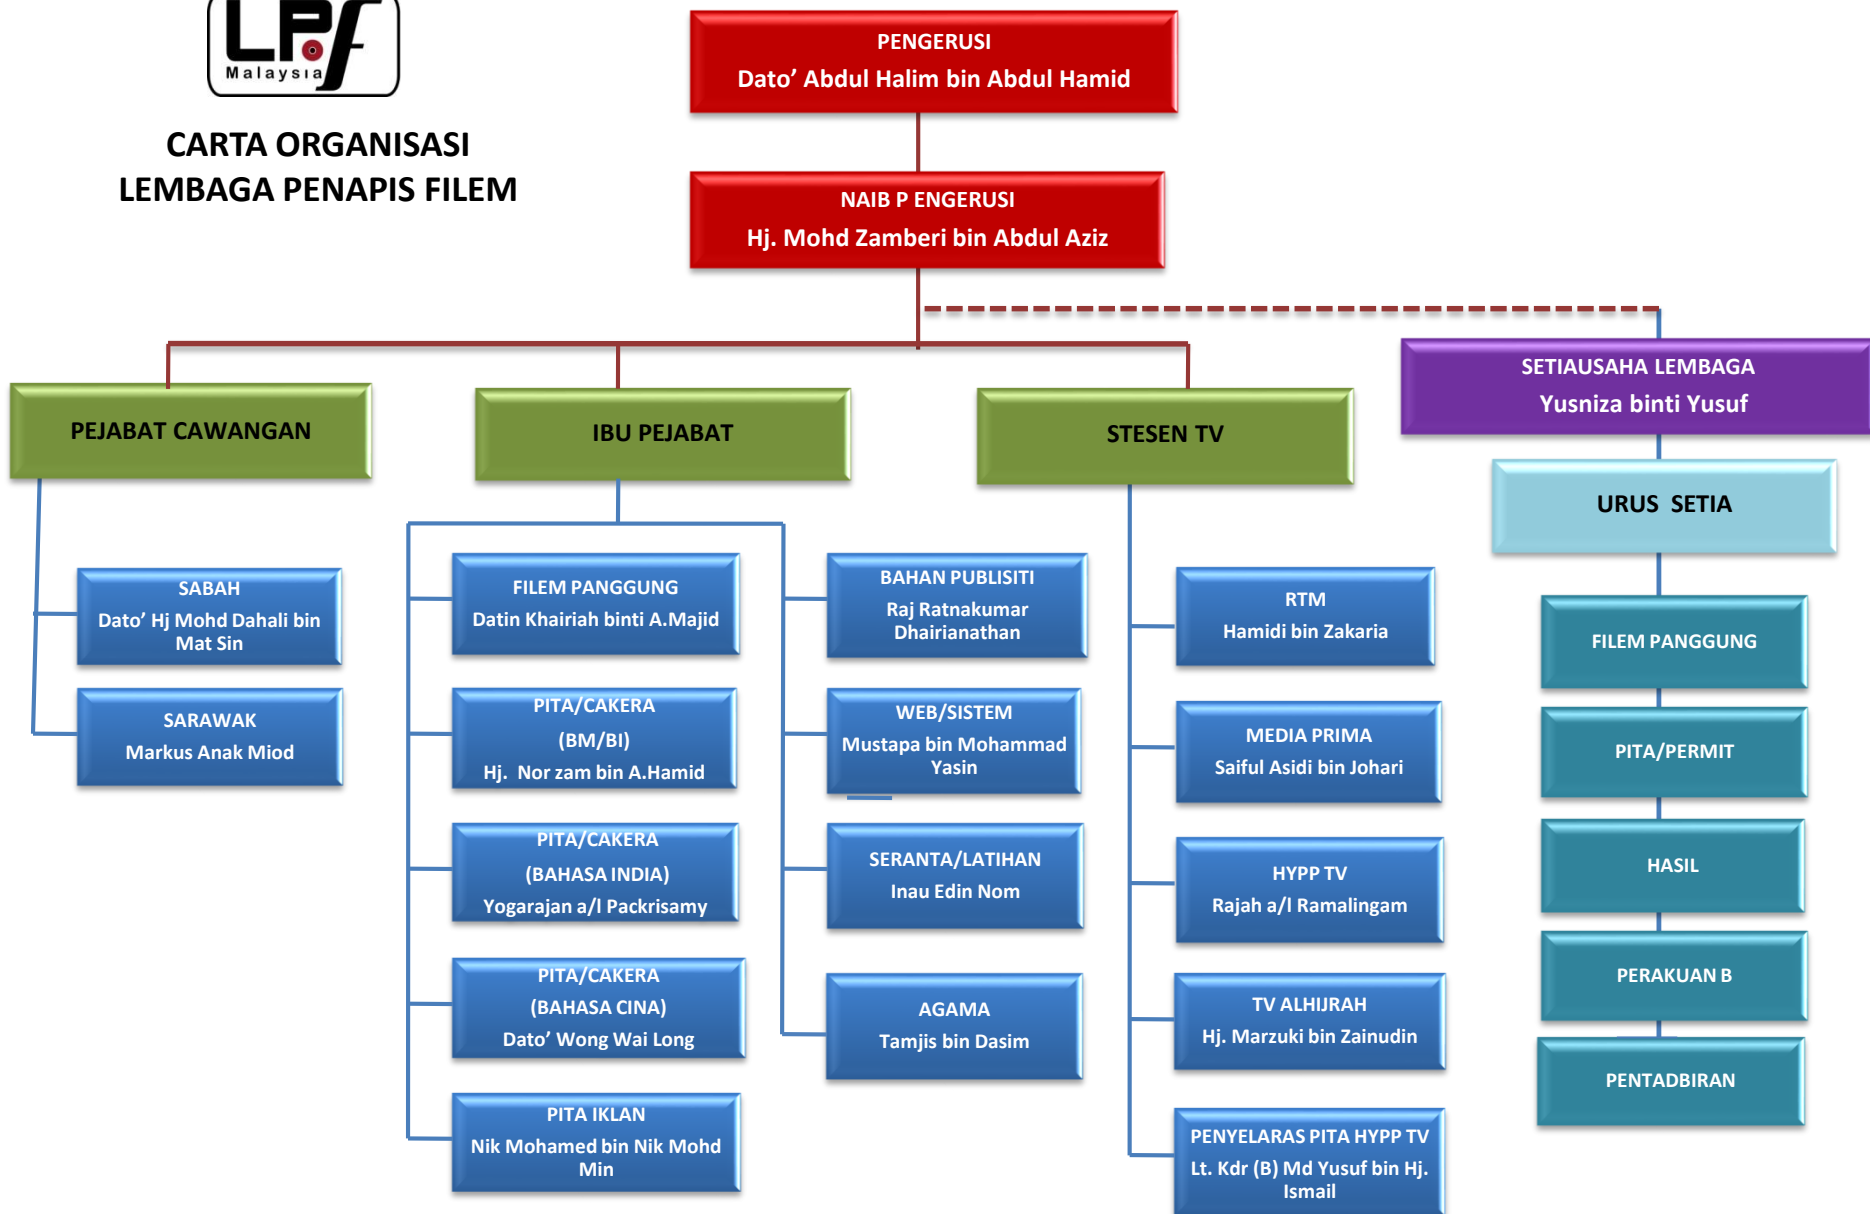 LPf
Malaysia
CARTA ORGANISASI
LEMBAGA PENAPIS FILEM
PENGERUSI
Dato’ Abdul Halim bin Abdul Hamid
NAIB P ENGERUSI
Hj. Mohd Zamberi bin Abdul Aziz
SETIAUSAHA LEMBAGA
Yusniza binti Yusuf
PEJABAT CAWANGAN
IBU PEJABAT
STESEN TV
URUS  SETIA
SABAH
Dato’ Hj Mohd Dahali bin
Mat Sin
SARAWAK
Markus Anak Miod
FILEM PANGGUNG
Datin Khairiah binti A.Majid
PITA/CAKERA
(BM/BI)
Hj.  Nor zam bin A.Hamid
PITA/CAKERA
(BAHASA INDIA)
Yogarajan a/l Packrisamy
PITA/CAKERA
(BAHASA CINA)
Dato’ Wong Wai Long
PITA IKLAN
Nik Mohamed bin Nik Mohd
Min
BAHAN PUBLISITI
Raj Ratnakumar
Dhairianathan
WEB/SISTEM
Mustapa bin Mohammad
Yasin
SERANTA/LATIHAN
Inau Edin Nom
AGAMA
Tamjis bin Dasim
RTM
Hamidi bin Zakaria
MEDIA PRIMA
Saiful Asidi bin Johari
HYPP TV
Rajah a/l Ramalingam
TV ALHIJRAH
Hj. Marzuki bin Zainudin
PENYELARAS PITA HYPP TV
Lt. Kdr (B) Md Yusuf bin Hj.
Ismail
FILEM PANGGUNG
PITA/PERMIT
HASIL
PERAKUAN B
PENTADBIRAN